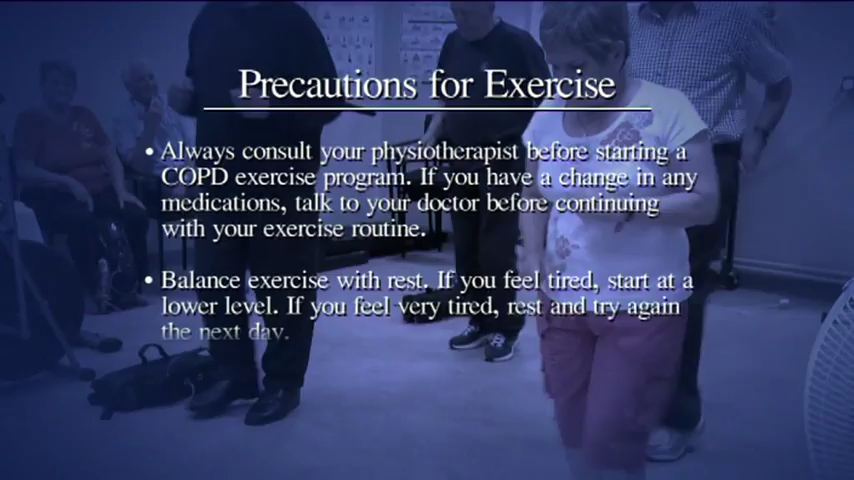 Precautions for Exercise
• Always consult your physiotherapist before starting a
COPD exercise program. If you have a change in any
medications, talk to your doctor before continuing
with your exercise routine.
• Balance exercise with rest. If you feel tired, start at a
lower level. If you feel very tired, rest and try again
the next day.